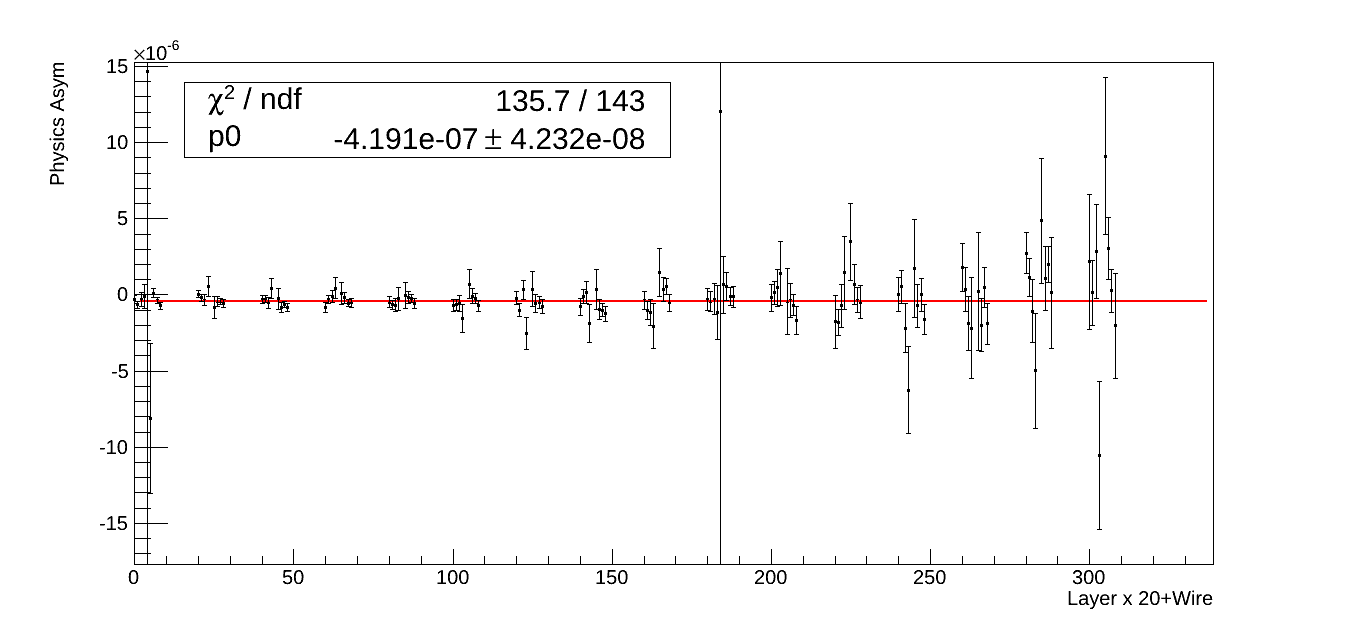 ×10⁻⁶
Physics Asym
15
10
5
0
-5
-10
-15
χ² / ndf 135.7 / 143
p0 -4.191e-07 ± 4.232e-08
0 50 100 150 200 250 300
Layer x 20+Wire